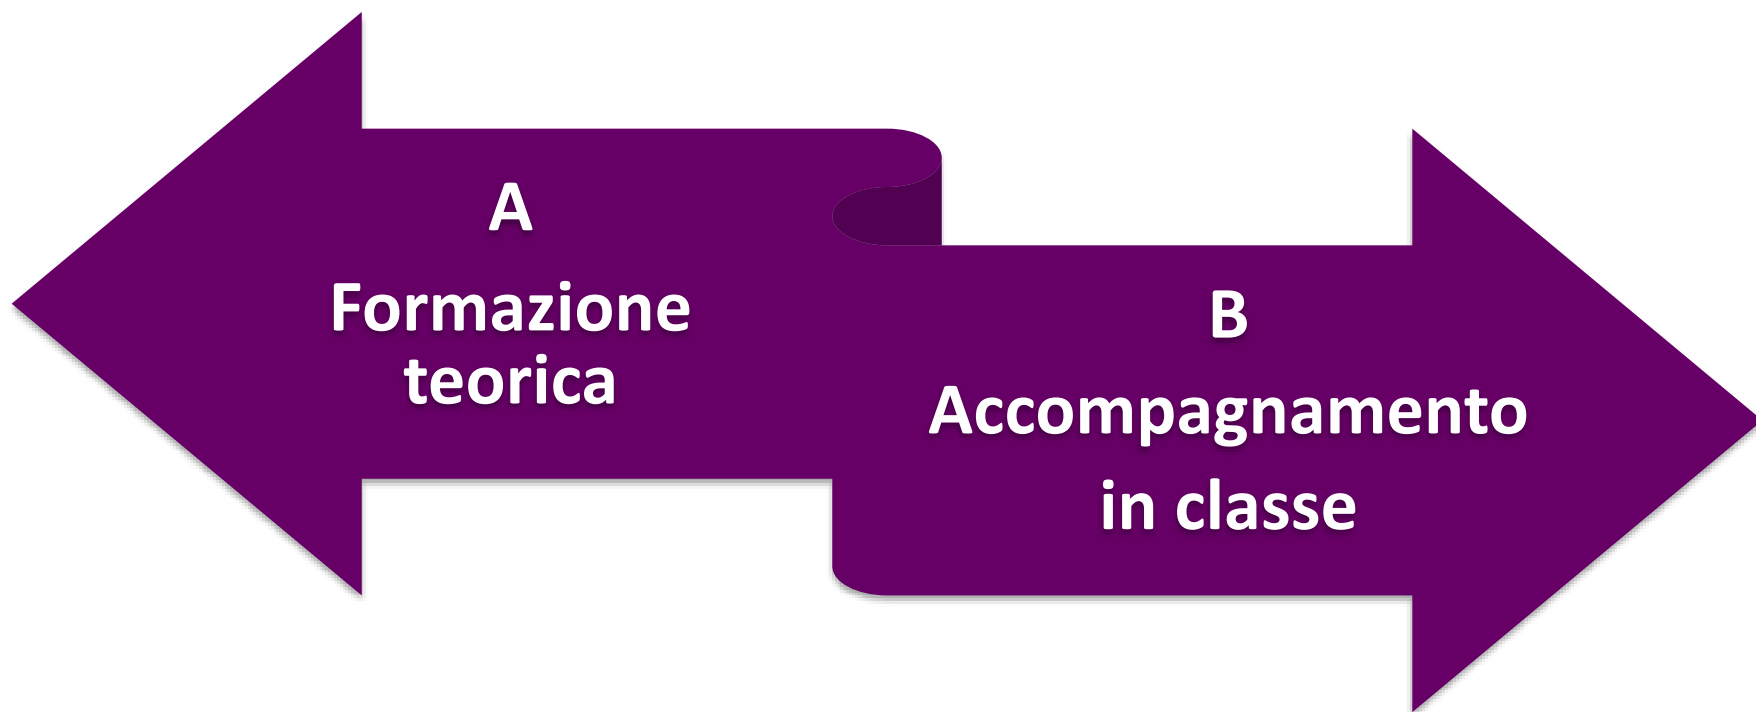 A
Formazione
teorica
B
Accompagnamento
in classe